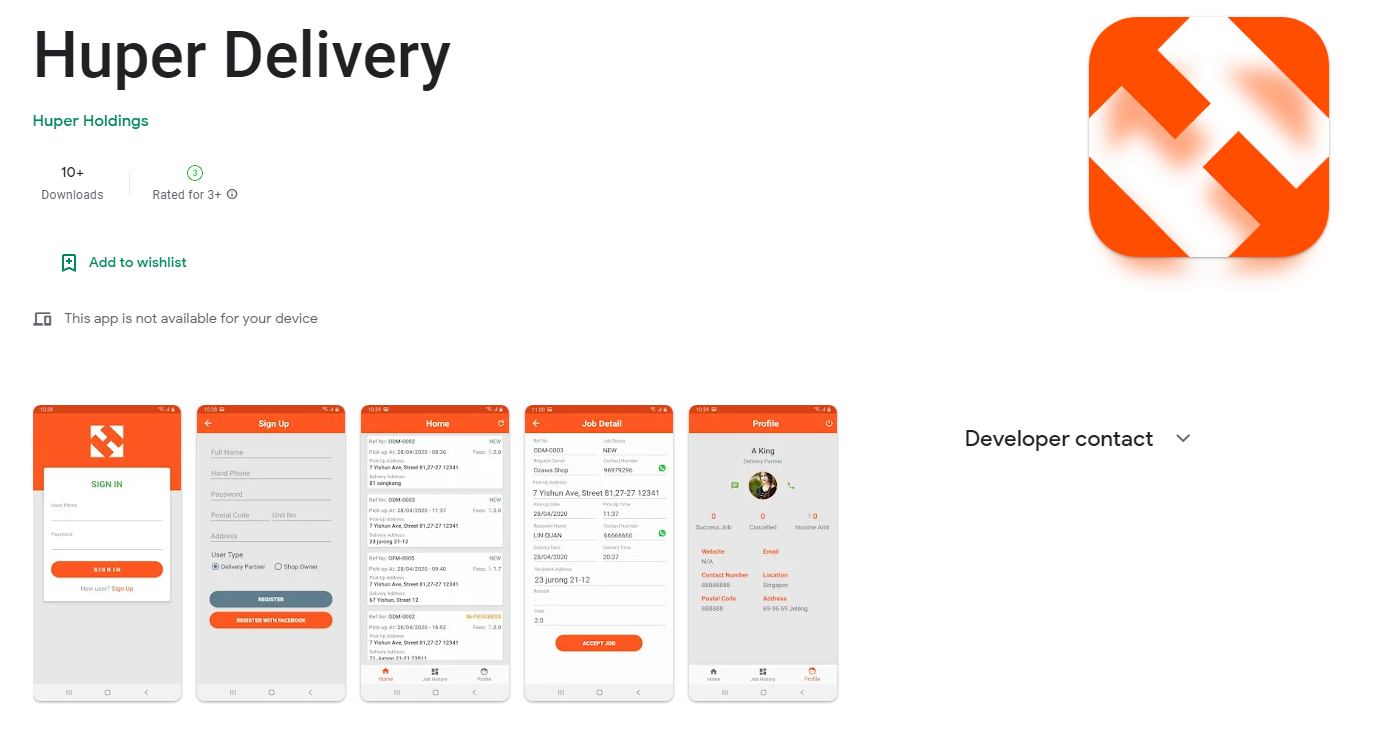 Huper Delivery
Huper Holdings
10+
Downloads
3
Rated for 3+
Add to wishlist
This app is not available for your device
Developer contact
10:38
SIGN IN
Hand Phone
Password
SIGN IN
New user? Sign Up
10:38
Sign Up
Full Name
Hand Phone
Password
Postal Code Unit No
Address
User Type
Delivery Partner Shop Owner
REGISTER
REGISTER WITH FACEBOOK
10:39
Home
Ref No: ODM-0002 NEW
Pick-up At: 28/04/2020 - 08:36 Fees: S 2.0
Pick-Up Address
7 Yishun Ave, Street 81,27-27 12341
Delivery Address
81 sengkang
Ref No: ODM-0003 NEW
Pick-up At: 28/04/2020 - 11:37 Fees: S 2.0
Pick-Up Address
7 Yishun Ave, Street 81,27-27 12341
Delivery Address
23 jurong 21-12
Ref No: OFM-0005 NEW
Pick-up At: 28/04/2020 - 09:40 Fees: S 1.7
Pick-Up Address
7 Yishun Ave, Street 81,27-27 12341
Delivery Address
67 Yishun, Street 12
Ref No: ODM-0002 IN-PROGRESS
Pick-up At: 26/04/2020 - 16:02 Fees: S 2.0
Pick-Up Address
7 Yishun Ave, Street 81,27-27 12341
Delivery Address
71 Jurong 21-21 23511
Home Job History Profile
11:00
Job Detail
Ref No Job Status
ODM-0003 NEW
Request Owner Contact Number
Ozawa Shop 96979296
Pick-Up Address
7 Yishun Ave, Street 81,27-27 12341
Pick-Up Date Pick-Up Time
28/04/2020 11:37
Recipient Name Contact Number
LIN QUAN 66666666
Delivery Date Delivery Time
28/04/2020 20:37
Recipient Address
23 jurong 21-12
Remark
Fees
2.0
ACCEPT JOB
10:39
Profile
A King
Delivery Partner
0 0 S 0
Success Job Cancelled Income Amt
Website Email
N/A
Contact Number Location
88888888 Singapor
Postal Code Address
888888 69-96 69 Jelang
Home Job History Profile